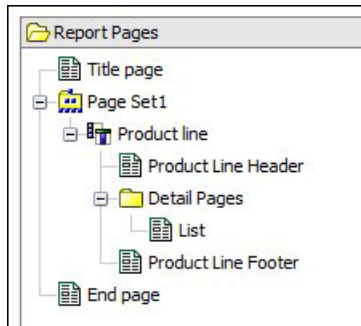 Report Pages
Title page
Page Set1
Product line
Product Line Header
Detail Pages
List
Product Line Footer
End page